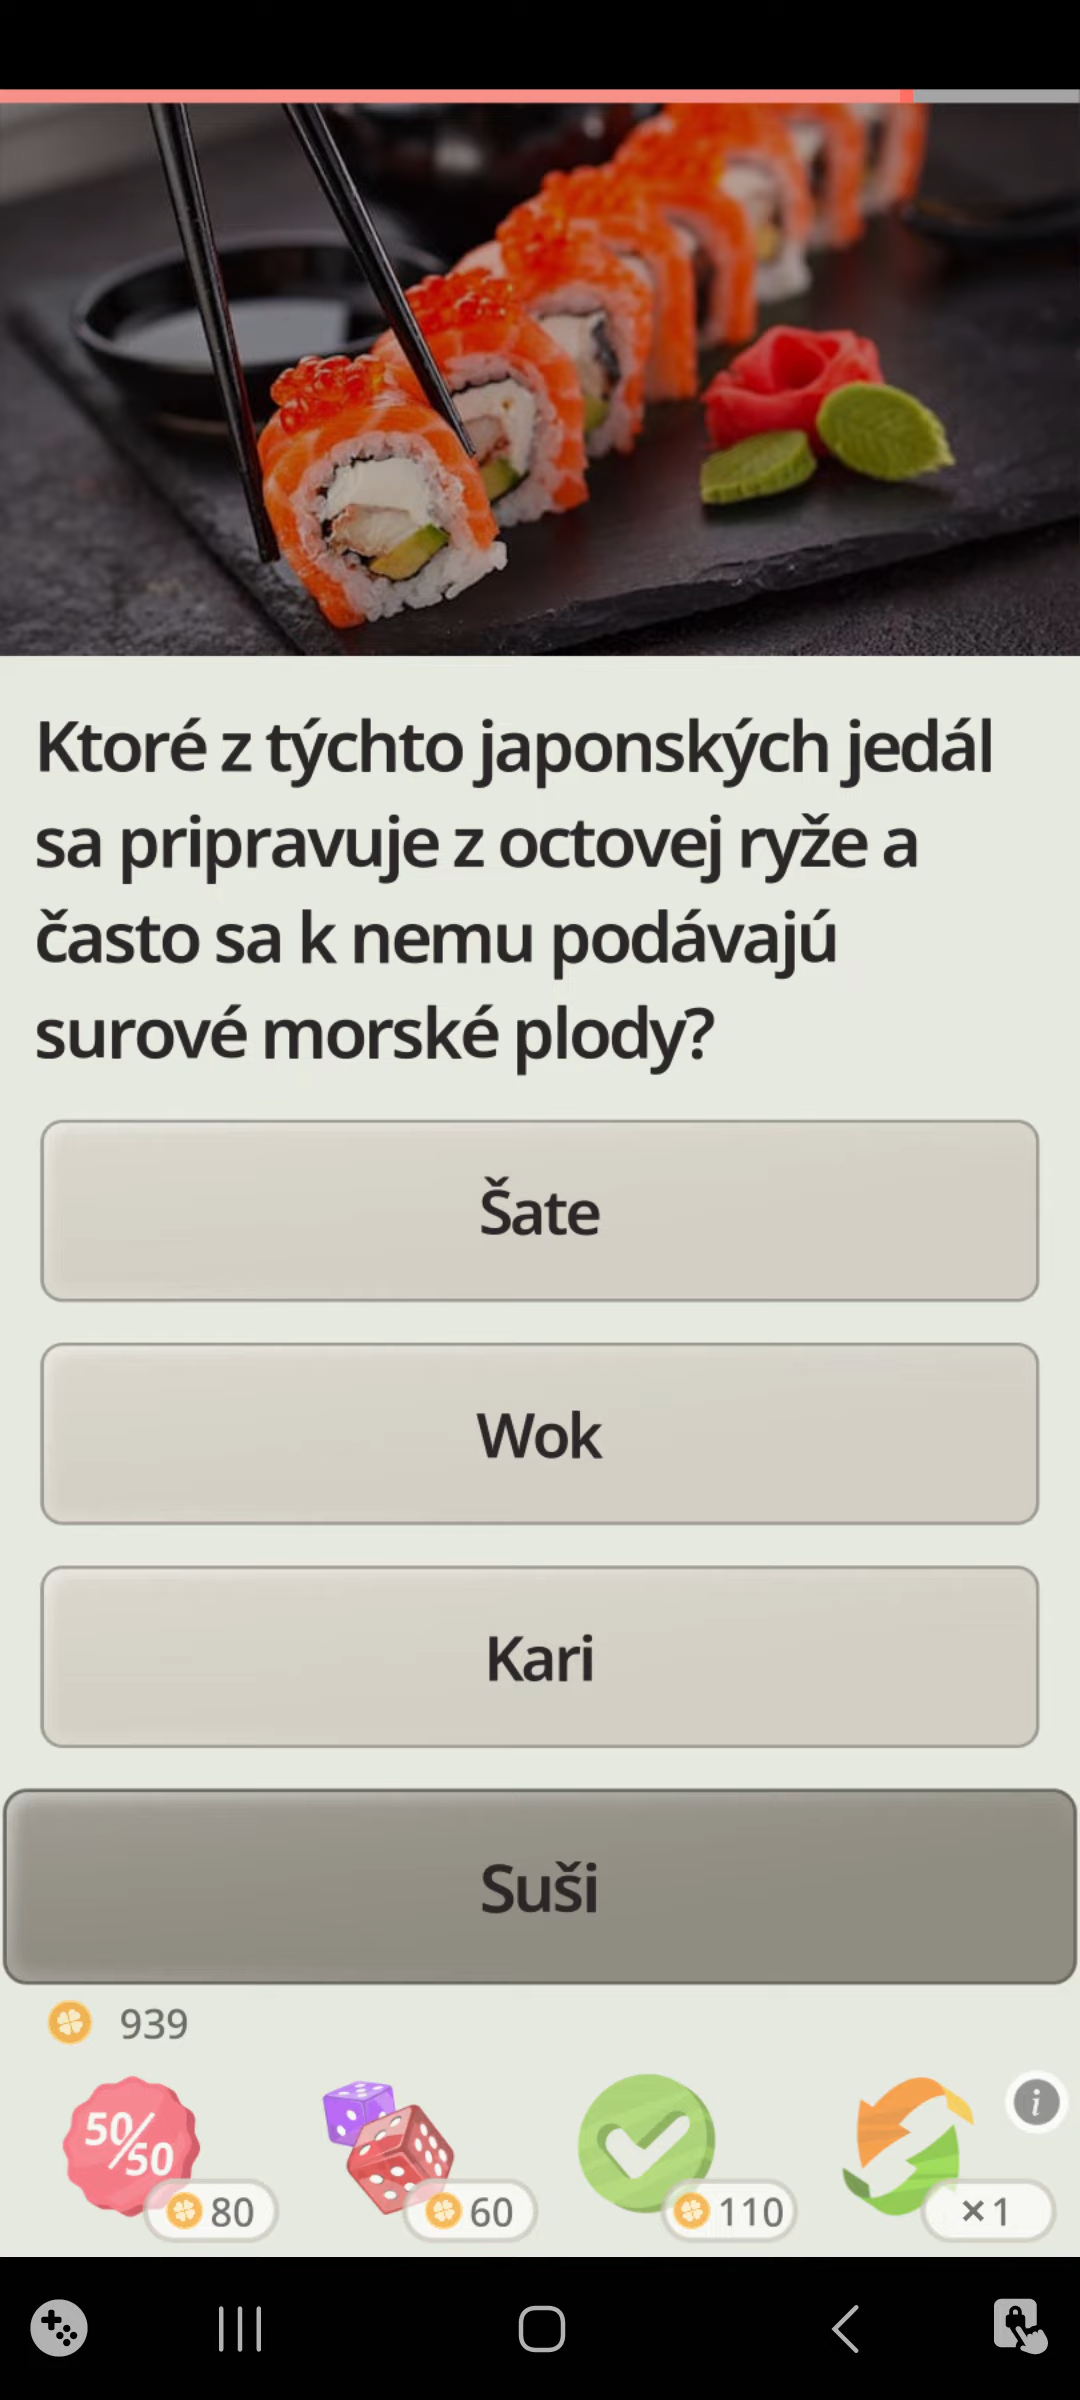 Ktoré z týchto japonských jedál
sa pripravuje z octovej ryže a
často sa k nemu podávajú
surové morské plody?
Šate
Wok
Kari
Suši
939
50/50
80
60
110
×1
i